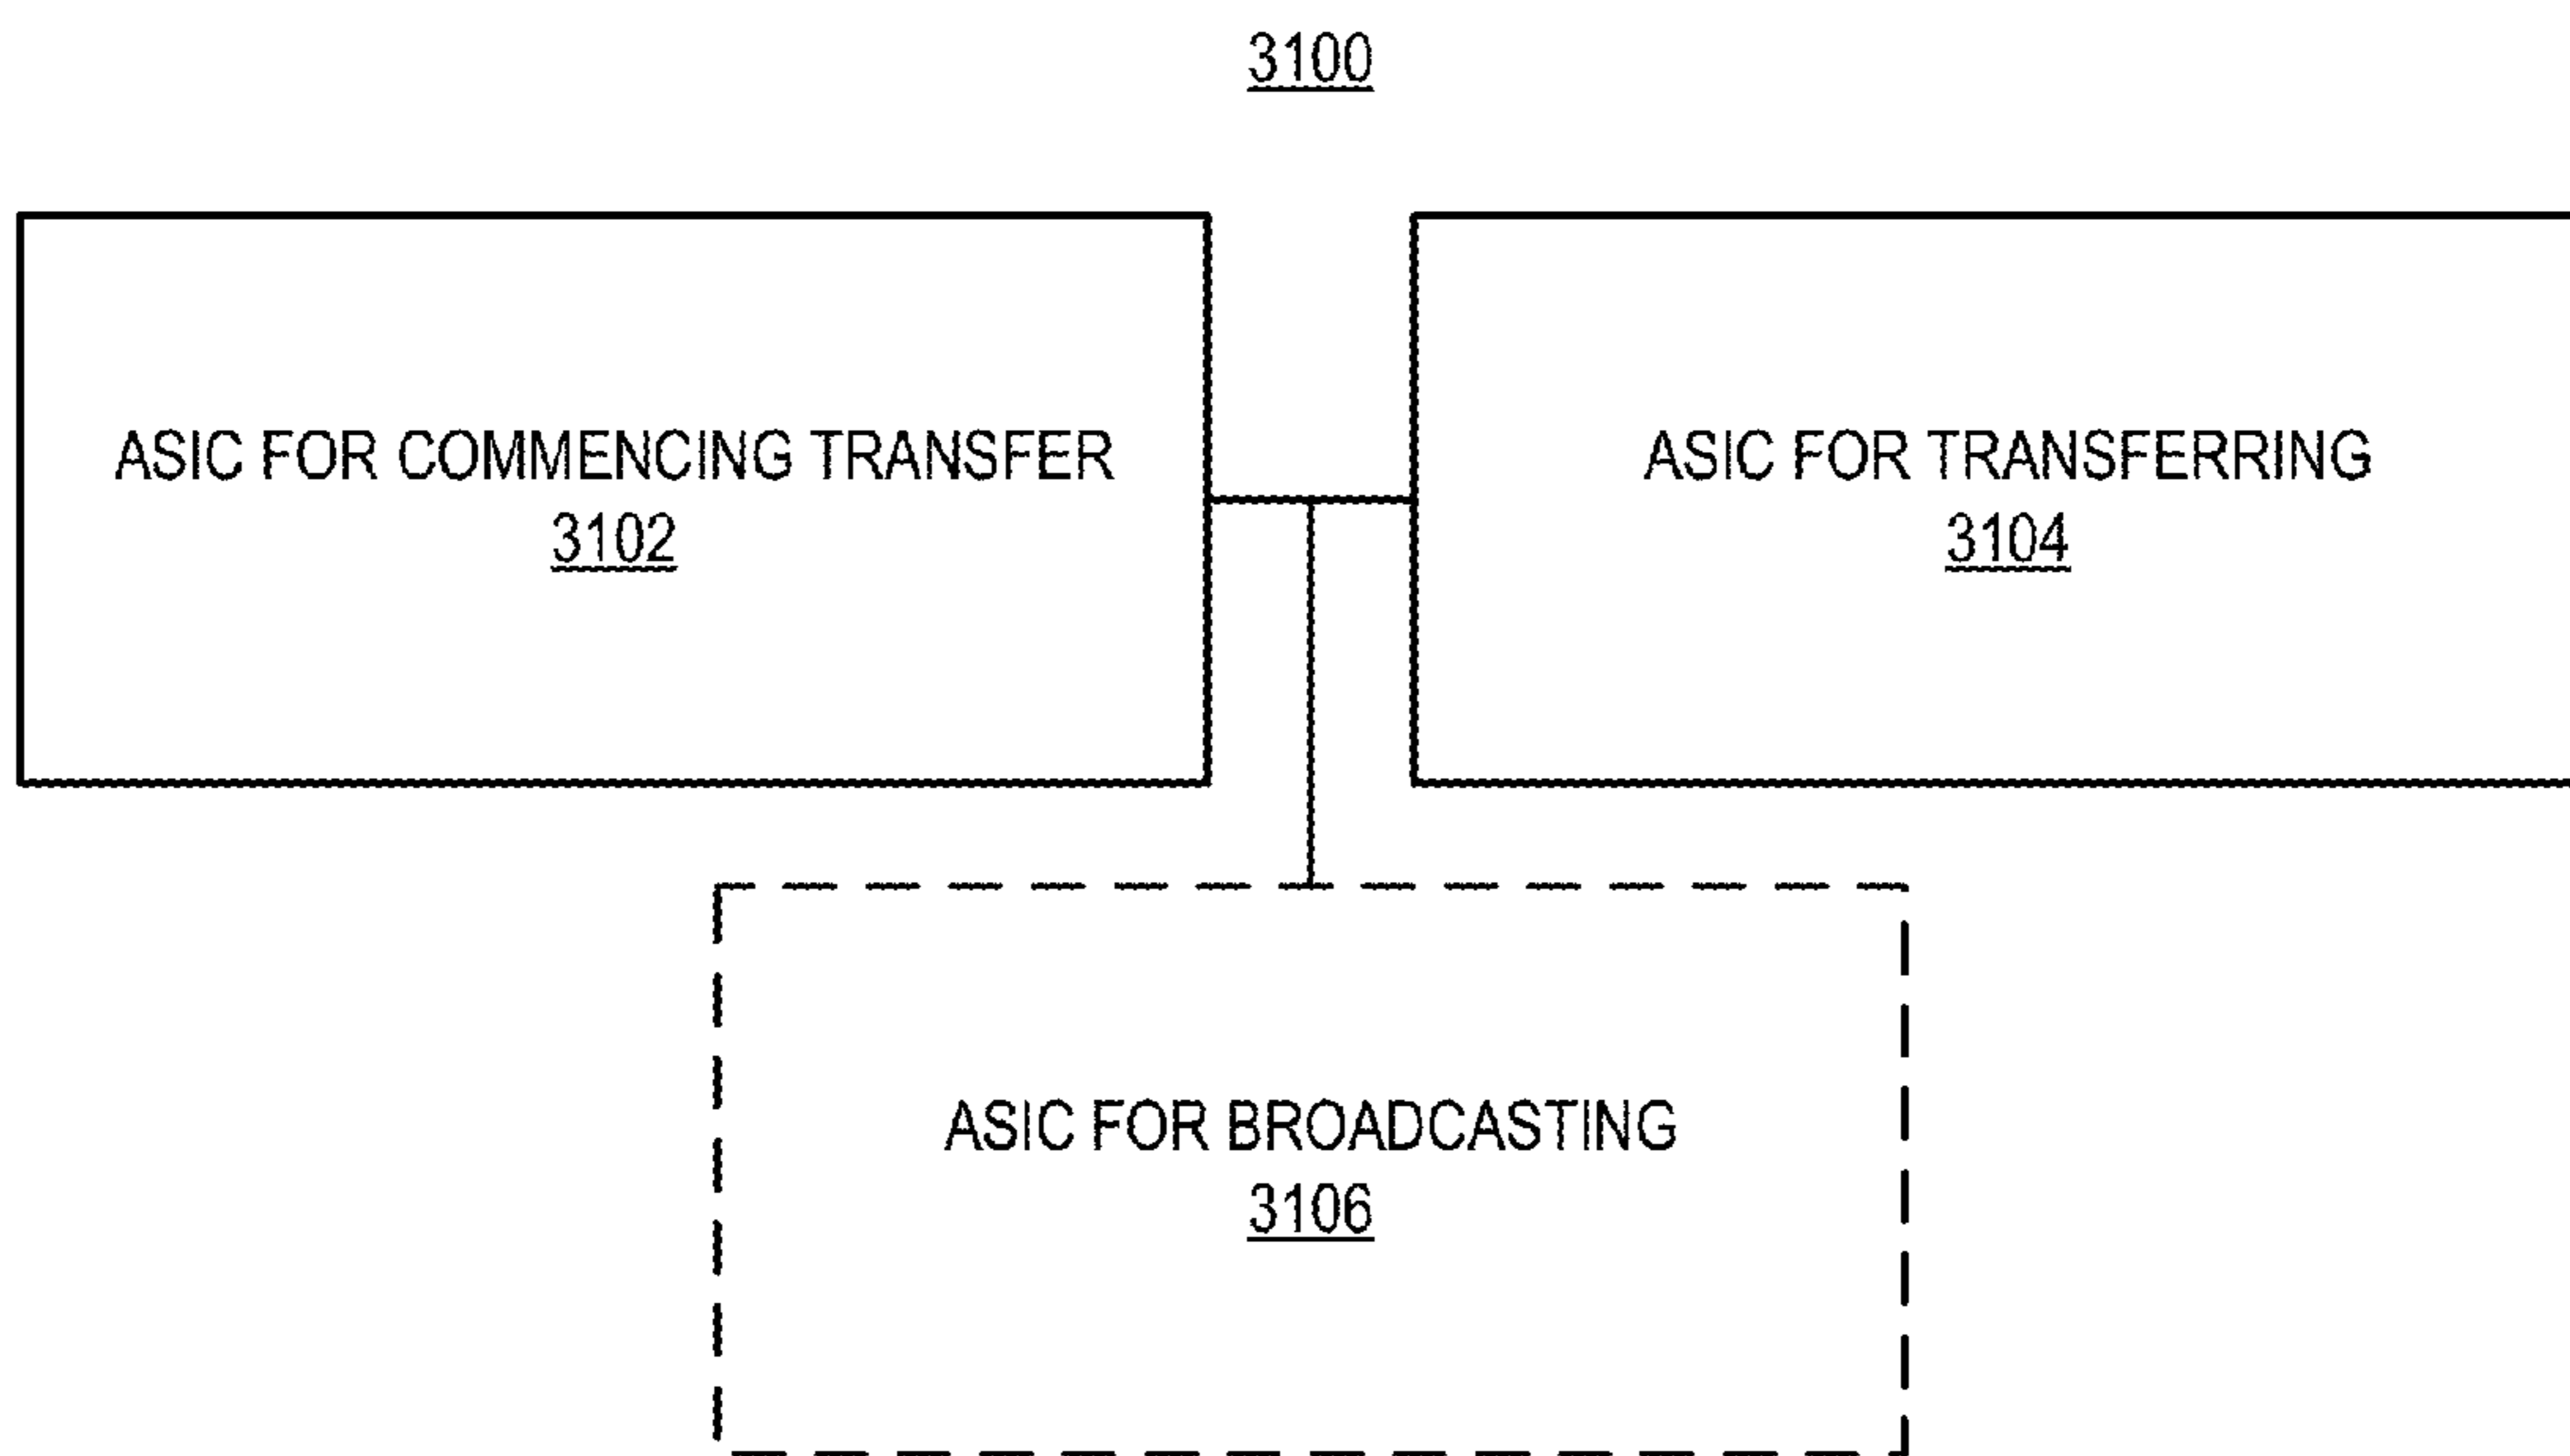 3100
ASIC FOR COMMENCING TRANSFER
3102
ASIC FOR TRANSFERRING
3104
ASIC FOR BROADCASTING
3106